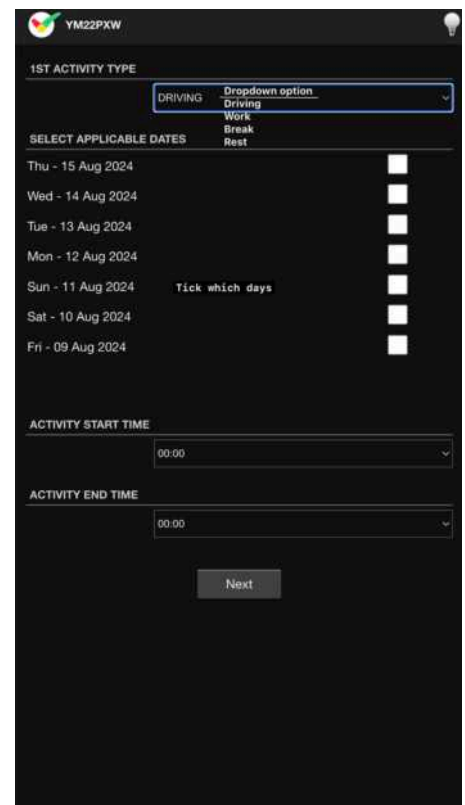 YM22PXW
1ST ACTIVITY TYPE
DRIVING
Dropdown option
Driving
Work
Break
Rest
SELECT APPLICABLE DATES
Thu - 15 Aug 2024
Wed - 14 Aug 2024
Tue - 13 Aug 2024
Mon - 12 Aug 2024
Sun - 11 Aug 2024 Tick which days
Sat - 10 Aug 2024
Fri - 09 Aug 2024
ACTIVITY START TIME
00:00
ACTIVITY END TIME
00:00
Next